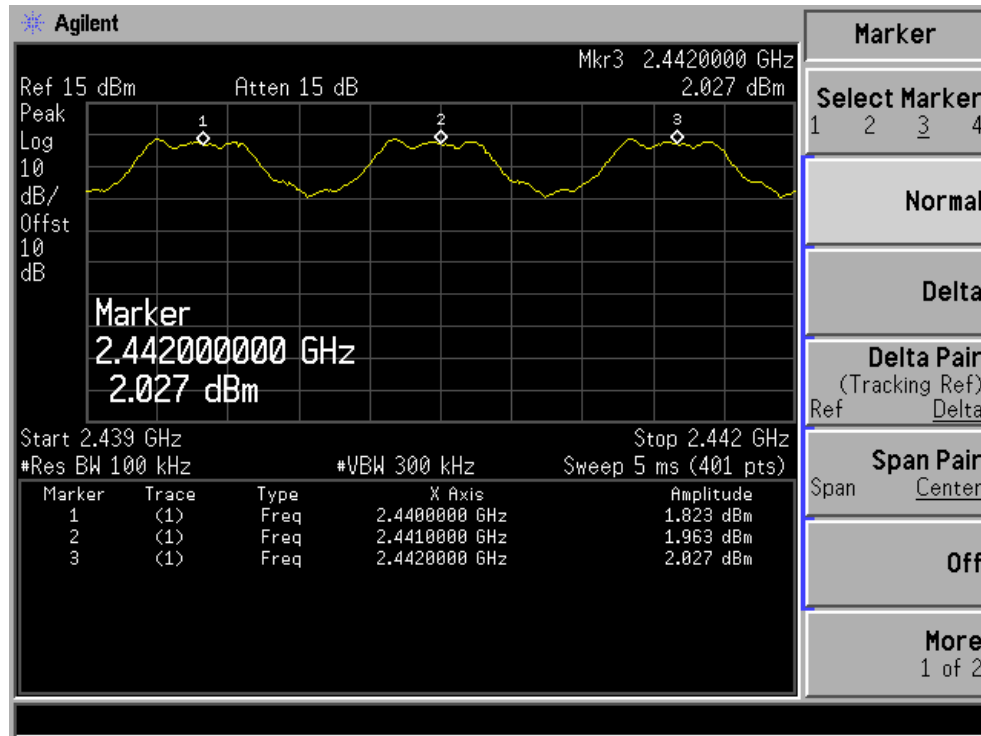 Agilent
Mkr3 2.4420000 GHz
Ref 15 dBm Atten 15 dB 2.027 dBm
Peak
Log
10
dB/
Offst
10
dB
1 2 3
Marker
2.442000000 GHz
2.027 dBm
Start 2.439 GHz Stop 2.442 GHz
#Res BW 100 kHz #VBW 300 kHz Sweep 5 ms (401 pts)
Marker Trace Type X Axis Amplitude
1 (1) Freq 2.4400000 GHz 1.823 dBm
2 (1) Freq 2.4410000 GHz 1.963 dBm
3 (1) Freq 2.4420000 GHz 2.027 dBm
Marker
Select Marker
1 2 3 4
Normal
Delta
Delta Pair
(Tracking Ref)
Ref Delta
Span Pair
Span Center
Off
More
1 of 2